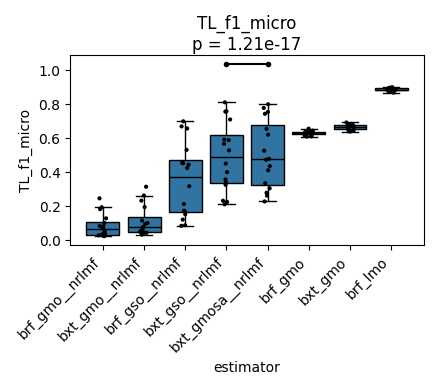 TL_f1_micro
p = 1.21e-17
TL_f1_micro
1.0
0.8
0.6
0.4
0.2
0.0
brf_gmo__nrlmf
bxt_gmo__nrlmf
brf_gso__nrlmf
bxt_gso__nrlmf
bxt_gmosa__nrlmf
brf_gmo
bxt_gmo
brf_lmo
estimator